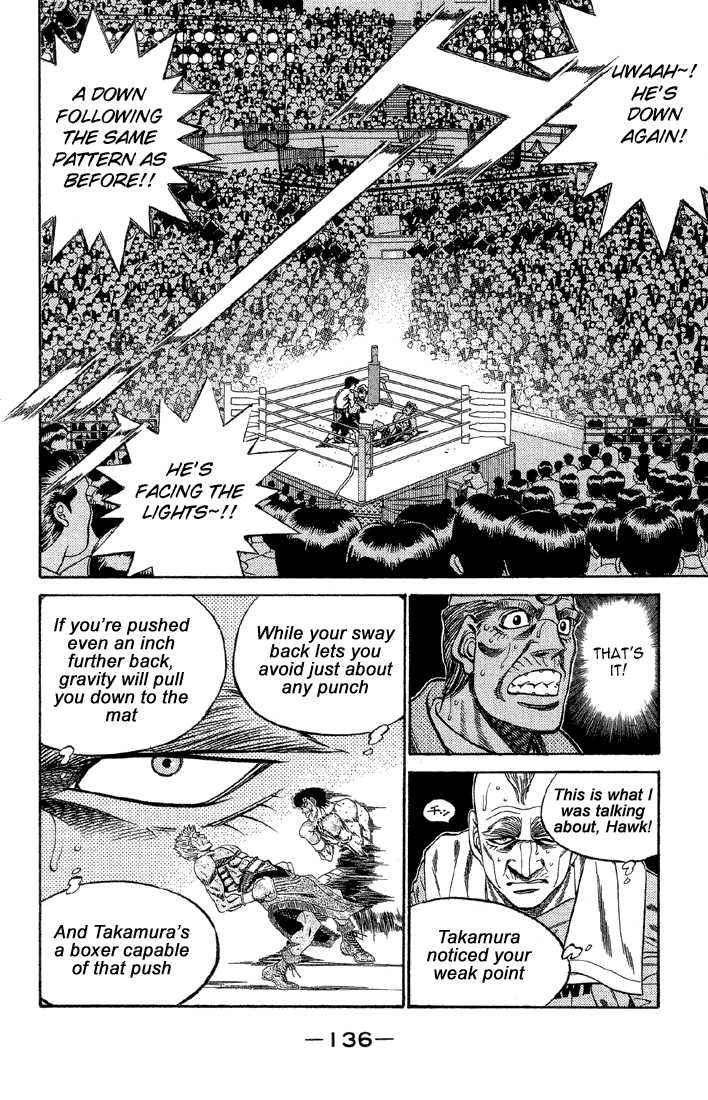 UWAAH~!
HE'S
DOWN
AGAIN!
A DOWN
FOLLOWING
THE SAME
PATTERN AS
BEFORE!!
HE'S
FACING THE
LIGHTS~!!
THAT'S
IT!
While your sway
back lets you
avoid just about
any punch
If you're pushed
even an inch
further back,
gravity will pull
you down to the
mat
And Takamura's
a boxer capable
of that push
This is what I
was talking
about, Hawk!
チッ
Takamura
noticed your
weak point
—136—